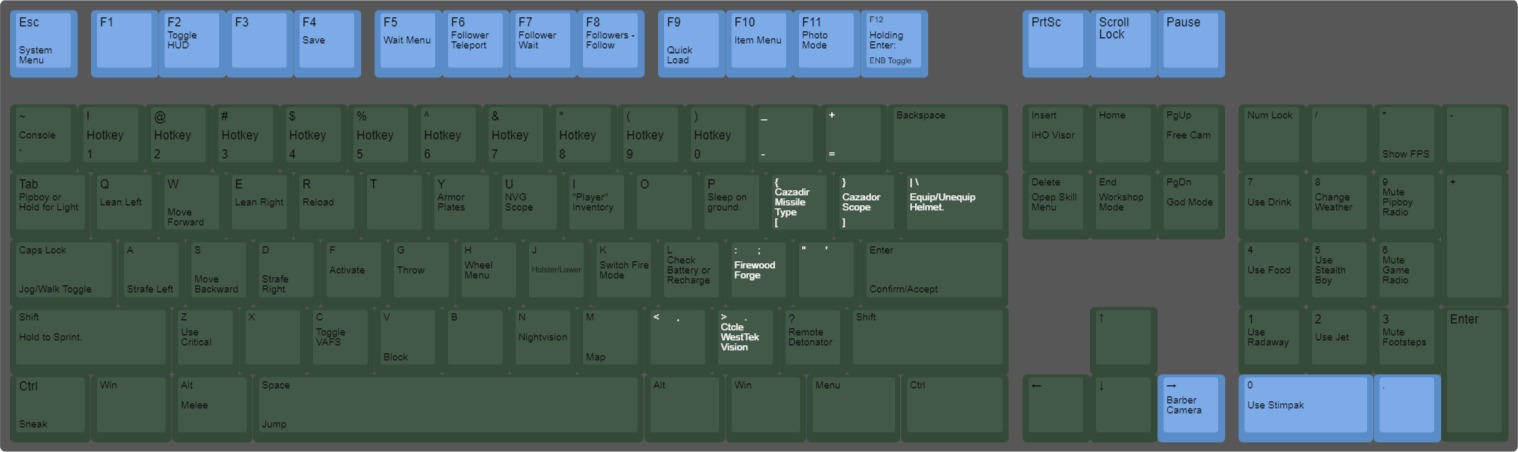 Esc
System
Menu
F1
F2
Toggle
HUD
F3
F4
Save
F5
Wait Menu
F6
Follower
Teleport
F7
Follower
Wait
F8
Followers -
Follow
F9
Quick
Load
F10
Item Menu
F11
Photo
Mode
F12
Holding
Enter:
ENB Toggle
PrtSc
Scroll
Lock
Pause
~
Console
`
!
Hotkey
1
@
Hotkey
2
#
Hotkey
3
$
Hotkey
4
%
Hotkey
5
^
Hotkey
6
&
Hotkey
7
*
Hotkey
8
(
Hotkey
9
)
Hotkey
0
_
-
+
=
Backspace
Insert
IHO Visor
Home
PgUp
Free Cam
Num Lock
/
*
Show FPS
-
Tab
Pipboy or
Hold for Light
Q
Lean Left
W
Move
Forward
E
Lean Right
R
Reload
T
Y
Armor
Plates
U
NVG
Scope
I
"Player"
Inventory
O
P
Sleep on
ground.
{
Cazadir
Missile
Type
[
}
Cazador
Scope
]
| \
Equip/Unequip
Helmet.
Delete
Opep Skill
Menu
End
Workshop
Mode
PgDn
God Mode
7
Use Drink
8
Change
Weather
9
Mute
Pipboy
Radio
+
Caps Lock
Jog/Walk Toggle
A
Strafe Left
S
Move
Backward
D
Strafe
Right
F
Activate
G
Throw
H
Wheel
Menu
J
Holster/Lower
K
Switch Fire
Mode
L
Check
Battery or
Recharge
: ;
Firewood
Forge
" '
Enter
Confirm/Accept
4
Use Food
5
Use
Stealth
Boy
6
Mute
Game
Radio
Shift
Hold to Sprint.
Z
Use
Critical
X
C
Toggle
VAFS
V
Block
B
N
Nightvision
M
Map
< ,
> .
Ctcle
WestTek
Vision
?
Remote
Detonator
Shift
↑
1
Use
Radaway
2
Use Jet
3
Mute
Footsteps
Enter
Ctrl
Sneak
Win
Alt
Melee
Space
Jump
Alt
Win
Menu
Ctrl
←
↓
→
Barber
Camera
0
Use Stimpak
.